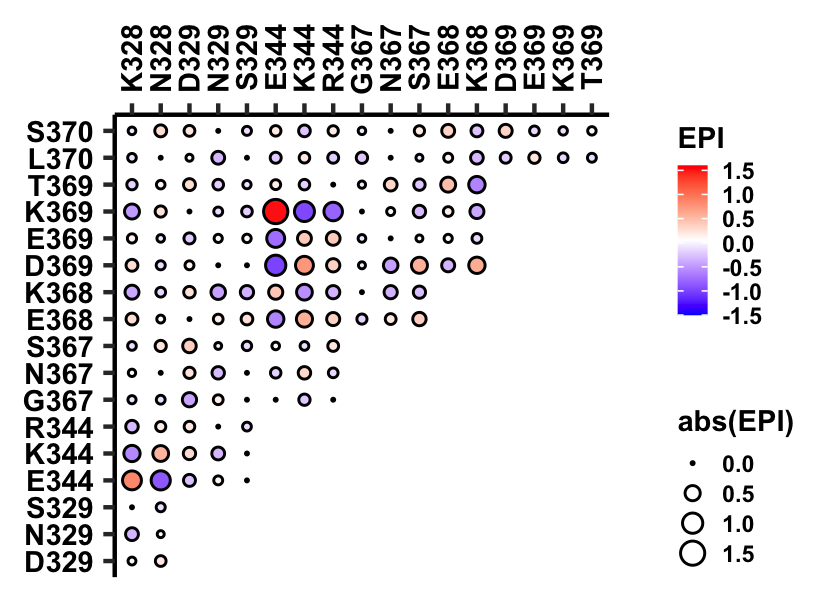 K328 N328 D329 N329 S329 E344 K344 R344 G367 N367 S367 E368 K368 D369 E369 K369 T369
S370
L370
T369
K369
E369
D369
K368
E368
S367
N367
G367
R344
K344
E344
S329
N329
D329
EPI
1.5
1.0
0.5
0.0
-0.5
-1.0
-1.5
abs(EPI)
0.0
0.5
1.0
1.5